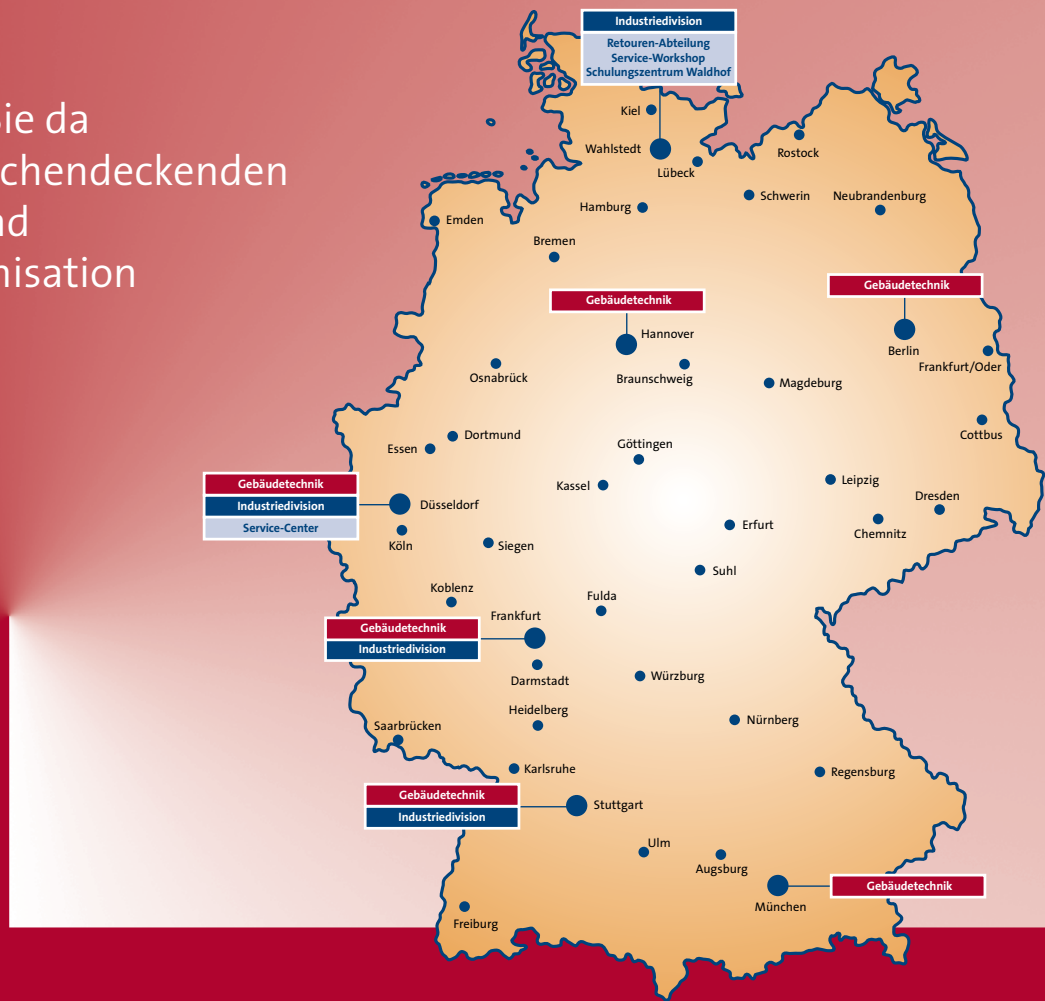 Sie da
chendeckenden
nd
nisation
Industriedivision
Retouren-Abteilung
Service-Workshop
Schulungszentrum Waldhof
Kiel
Wahlstedt
Lübeck
Rostock
Hamburg
Schwerin
Neubrandenburg
Emden
Bremen
Gebäudetechnik
Hannover
Gebäudetechnik
Berlin
Frankfurt/Oder
Osnabrück
Braunschweig
Magdeburg
Cottbus
Dortmund
Essen
Göttingen
Kassel
Leipzig
Dresden
Chemnitz
Gebäudetechnik
Industriedivision
Service-Center
Düsseldorf
Köln
Siegen
Erfurt
Suhl
Koblenz
Fulda
Frankfurt
Gebäudetechnik
Industriedivision
Darmstadt
Würzburg
Heidelberg
Nürnberg
Saarbrücken
Karlsruhe
Regensburg
Gebäudetechnik
Industriedivision
Stuttgart
Ulm
Augsburg
München
Gebäudetechnik
Freiburg